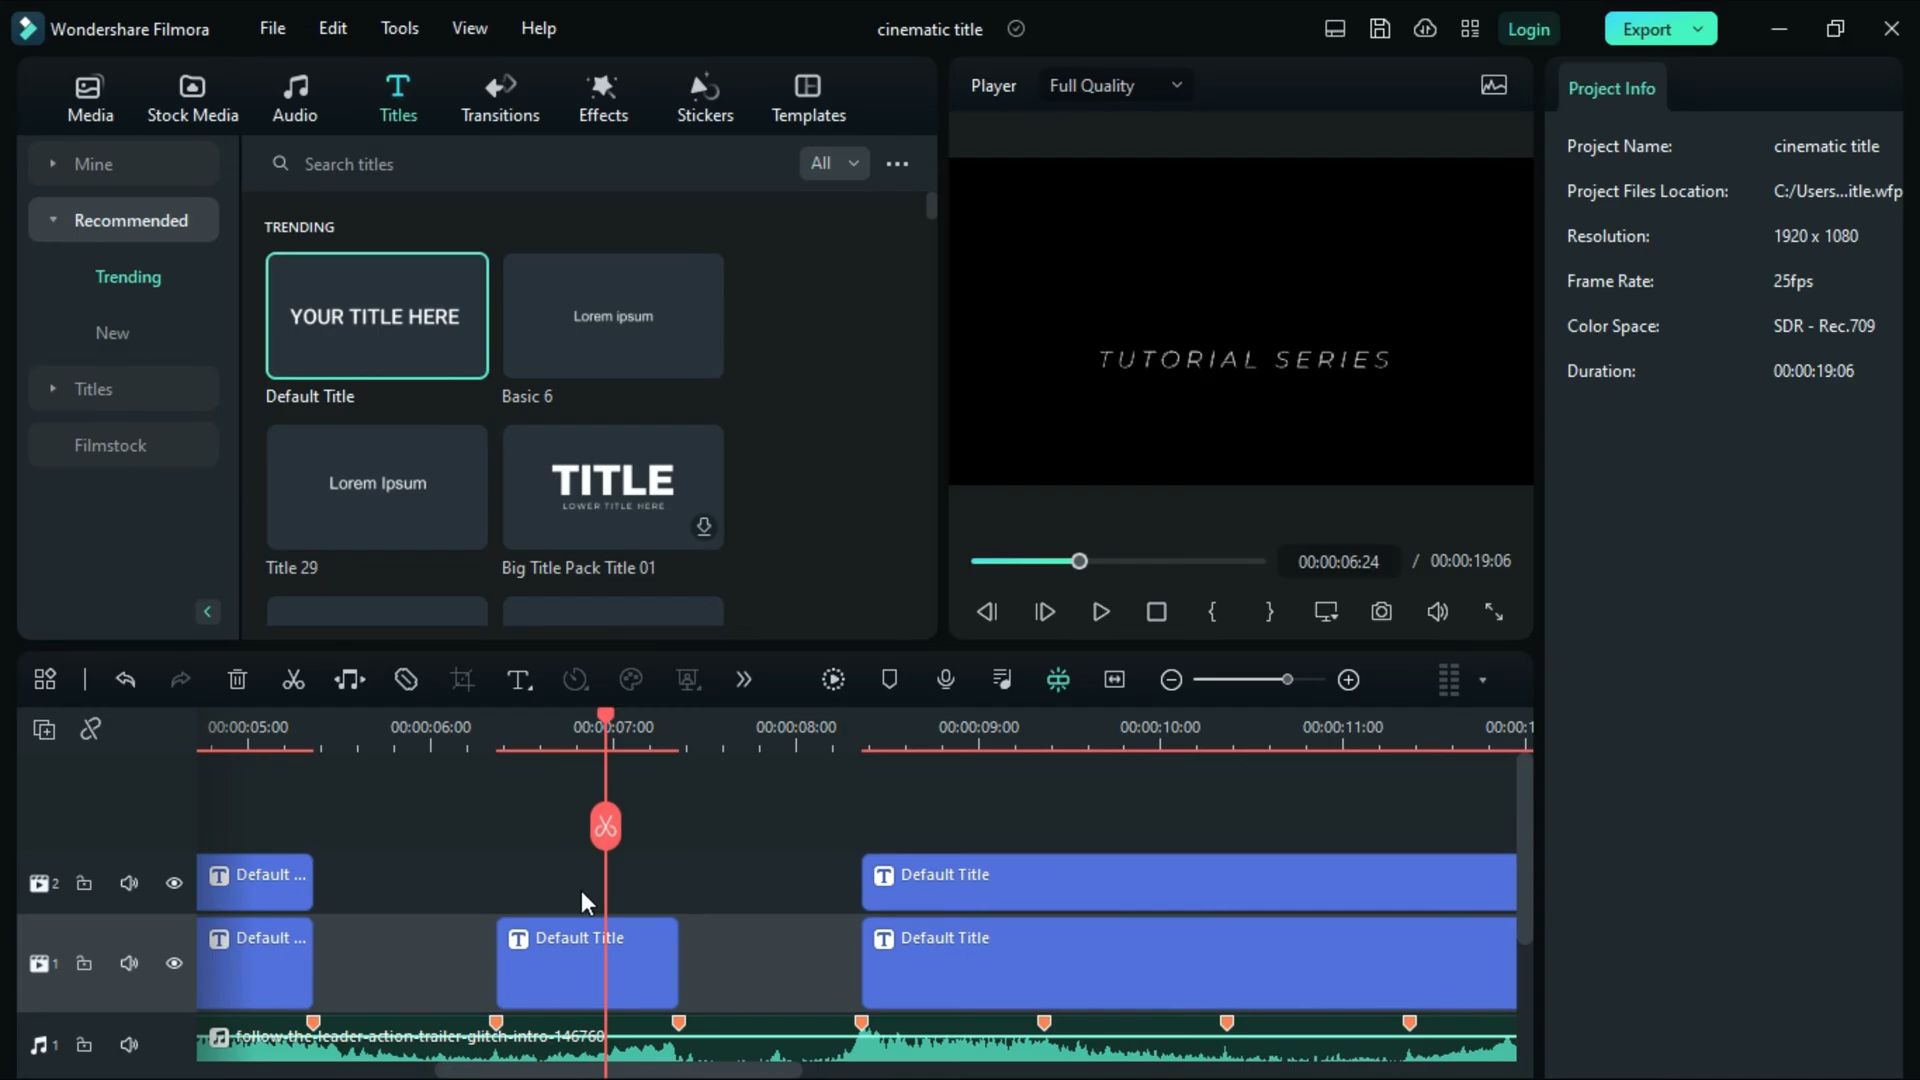 Wondershare Filmora
File
Edit
Tools
View
Help
cinematic title
Login
Export
Media
Stock Media
Audio
Titles
Transitions
Effects
Stickers
Templates
Player
Full Quality
Project Info
Mine
Recommended
Trending
New
Titles
Filmstock
Search titles
All
TRENDING
YOUR TITLE HERE
Default Title
Lorem ipsum
Basic 6
Lorem Ipsum
Title 29
TITLE
LOWER TITLE HERE
Big Title Pack Title 01
TUTORIAL SERIES
00:00:06:24 / 00:00:19:06
Project Name: cinematic title
Project Files Location: C:/Users...itle.wfp
Resolution: 1920 x 1080
Frame Rate: 25fps
Color Space: SDR - Rec.709
Duration: 00:00:19:06
00:00:05:00
00:00:06:00
00:00:07:00
00:00:08:00
00:00:09:00
00:00:10:00
00:00:11:00
00:00:1
2
Default ...
Default Title
1
Default ...
Default Title
Default Title
1
follow-the-leader-action-trailer-glitch-intro-146760